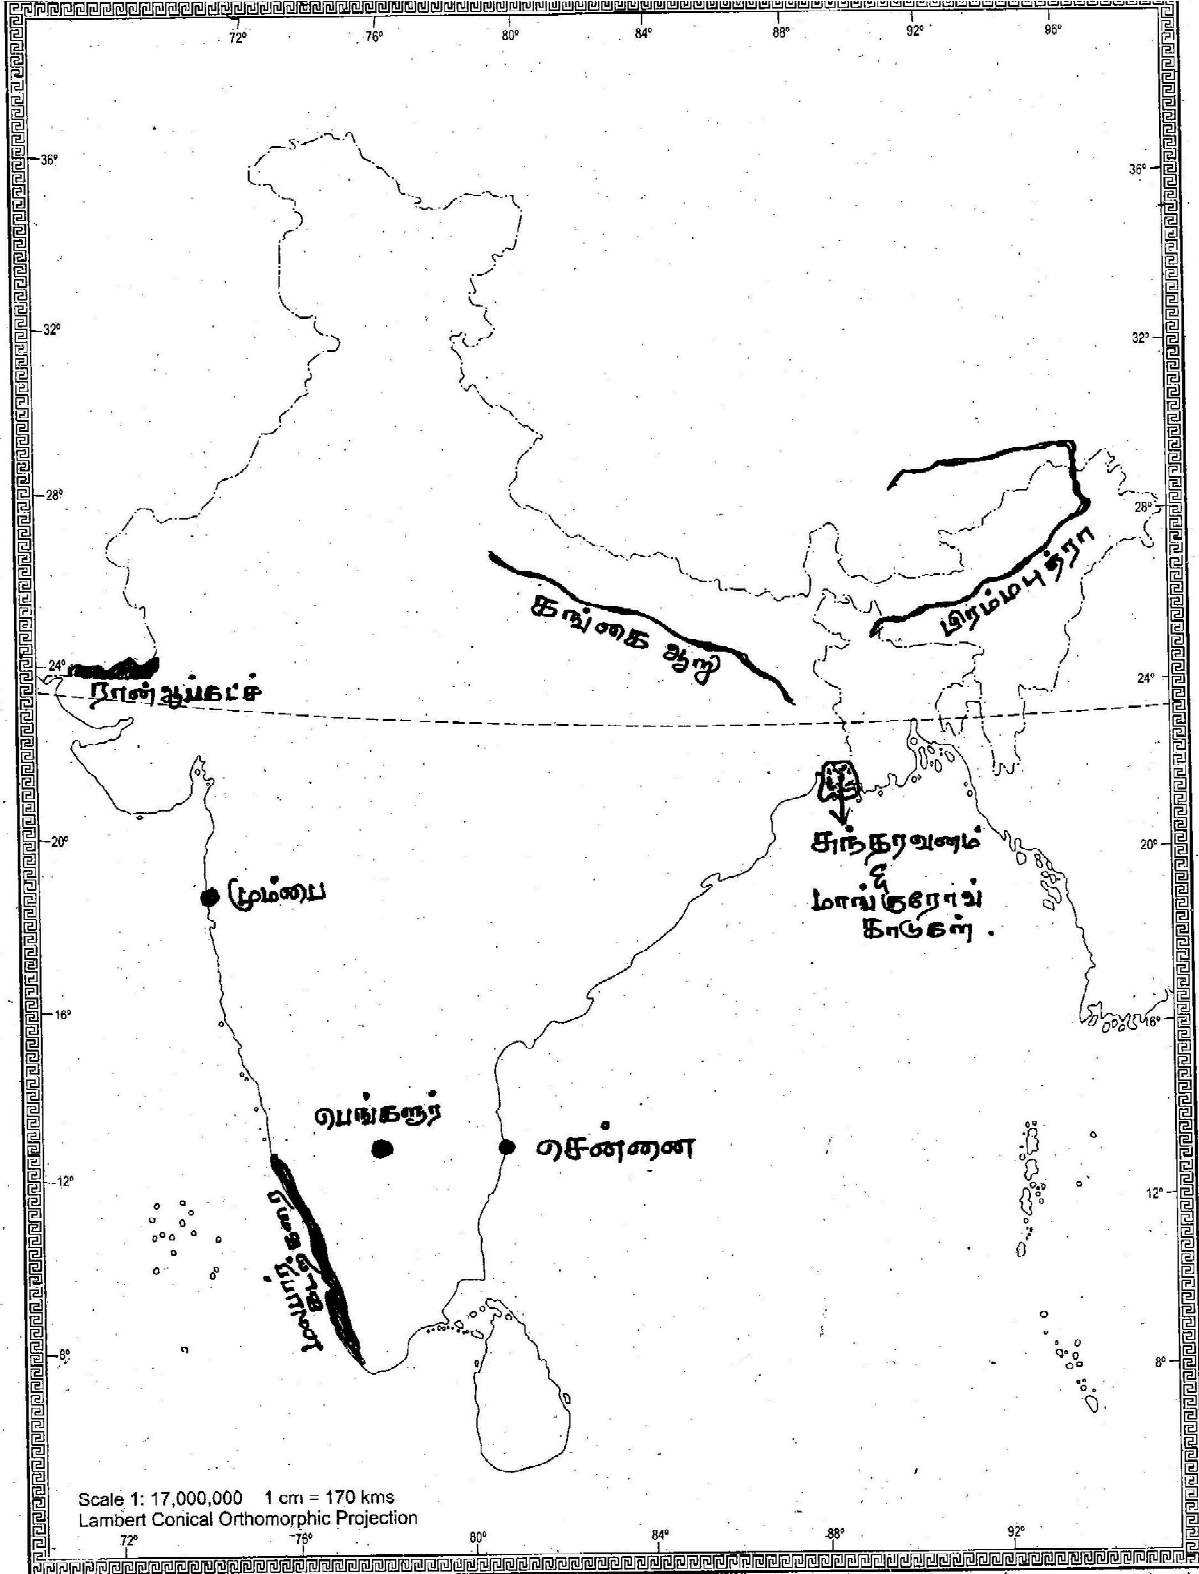 72° 76° 80° 84° 88° 92° 96°
36° 36°
32° 32°
28° 28°
கங்கை ஆறு
பிரம்மபுத்ரா
24° 24°
ரான்ஆப்கட்ச்
20° 20°
சுந்தரவனம்
மாங்குரோவ்
காடுகள் .
மும்பை
16° 16°
பெங்களூர்
சென்னை
12° 12°
மலபார்
8° 8°
Scale 1: 17,000,000 1 cm = 170 kms
Lambert Conical Orthomorphic Projection
72° 76° 80° 84° 88° 92°